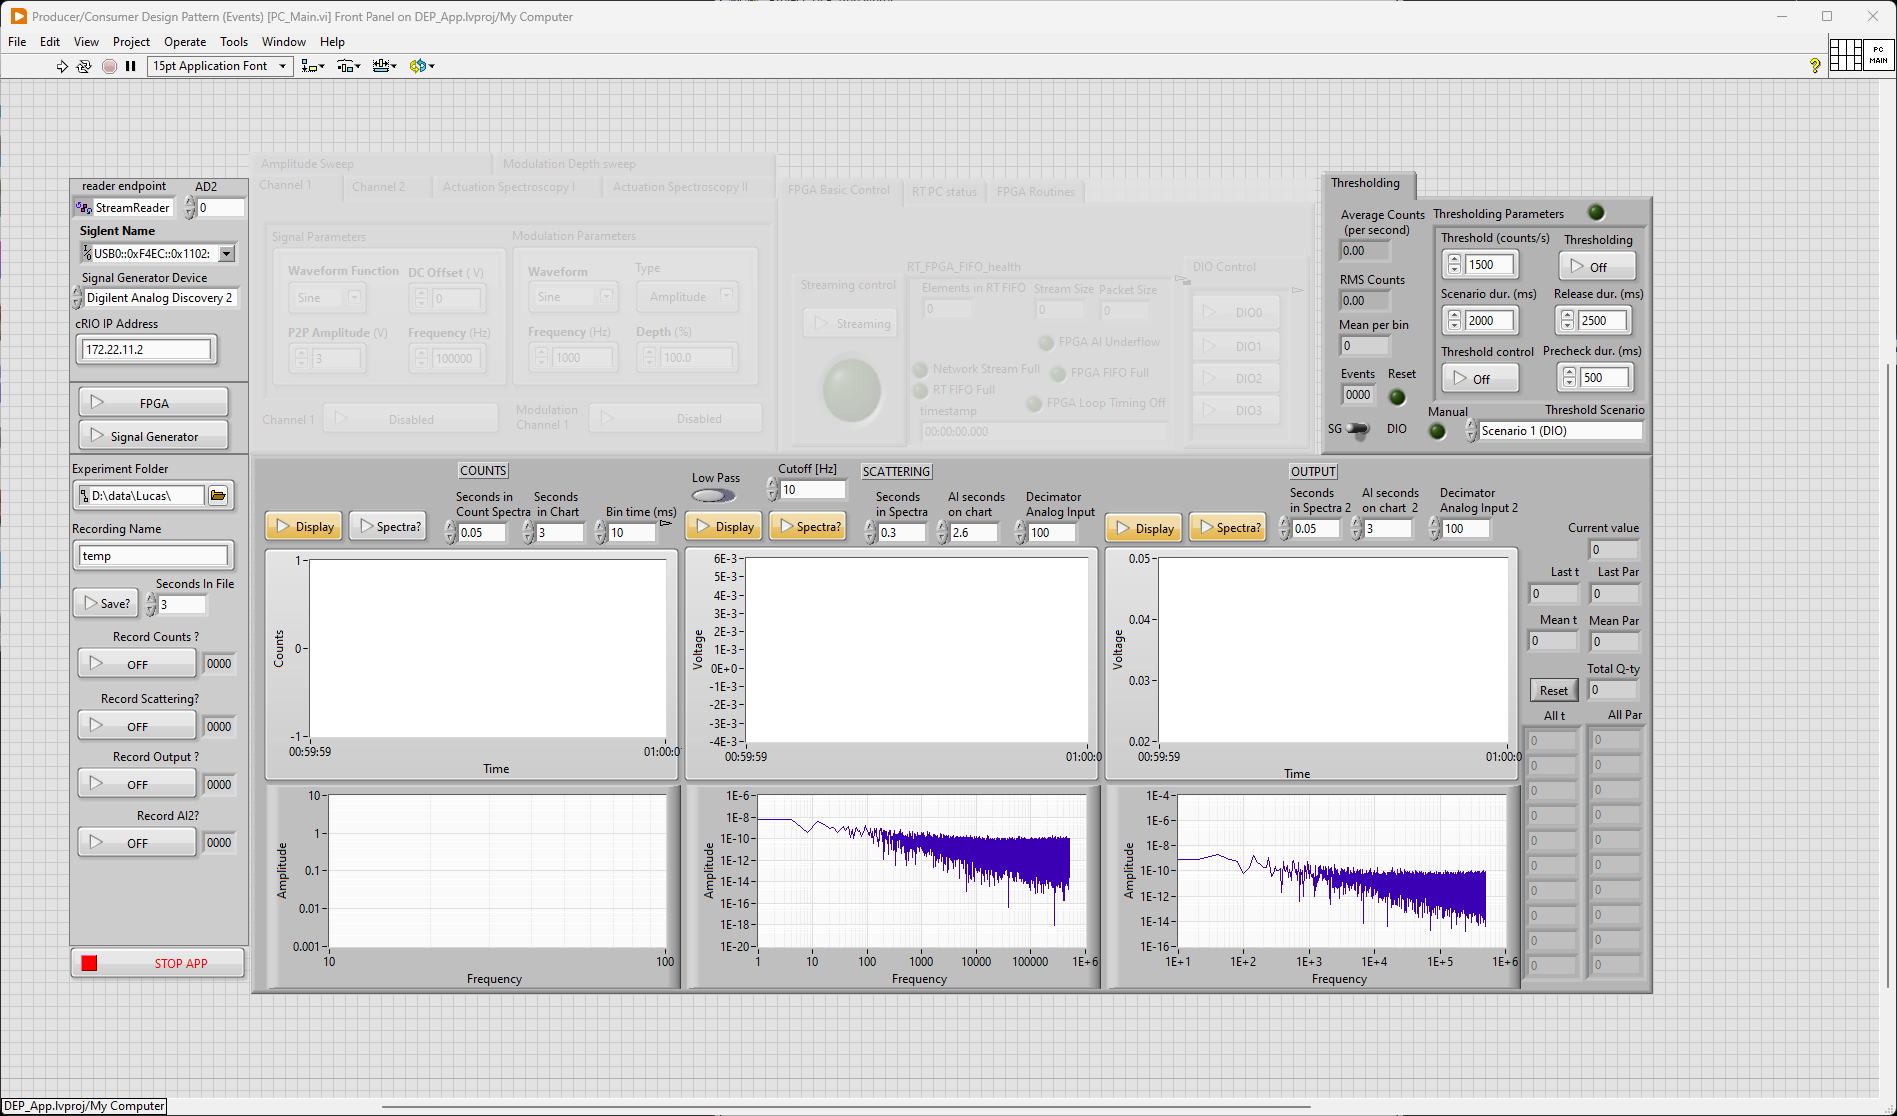 Producer/Consumer Design Pattern (Events) [PC_Main.vi] Front Panel on DEP_App.lvproj/My Computer
File Edit View Project Operate Tools Window Help
15pt Application Font
PC MAIN
reader endpoint AD2
StreamReader 0
Siglent Name
USB0::0xF4EC::0x1102:
Signal Generator Device
Digilent Analog Discovery 2
cRIO IP Address
172.22.11.2
FPGA
Signal Generator
Experiment Folder
D:\data\Lucas\
Recording Name
temp
Seconds In File
Save? 3
Record Counts ?
OFF 0000
Record Scattering?
OFF 0000
Record Output ?
OFF 0000
Record AI2?
OFF 0000
STOP APP
Amplitude Sweep Modulation Depth sweep
Channel 1 Channel 2 Actuation Spectroscopy I Actuation Spectroscopy II
Signal Parameters
Waveform Function DC Offset ( V)
Sine 0
P2P Amplitude (V) Frequency (Hz)
3 100000
Channel 1 Disabled
Modulation Parameters
Waveform Type
Sine Amplitude
Frequency (Hz) Depth (%)
1000 100.0
Modulation Channel 1 Disabled
FPGA Basic Control RT PC status FPGA Routines
Streaming control
Streaming
RT_FPGA_FIFO_health
Elements in RT FIFO Stream Size Packet Size
0 0 0
FPGA AI Underflow
Network Stream Full FPGA FIFO Full
RT FIFO Full
FPGA Loop Timing Off
timestamp
00:00:00.000
DIO Control
DIO0
DIO1
DIO2
DIO3
Thresholding
Average Counts (per second)
0.00
RMS Counts
0.00
Mean per bin
0
Events Reset
0000
SG DIO
Thresholding Parameters
Threshold (counts/s) Thresholding
1500 Off
Scenario dur. (ms) Release dur. (ms)
2000 2500
Threshold control Precheck dur. (ms)
Off 500
Manual Threshold Scenario
Scenario 1 (DIO)
COUNTS
Seconds in Count Spectra Seconds in Chart Bin time (ms)
Display Spectra? 0.05 3 10
1
0
-1
Counts
00:59:59 01:00:0
Time
10
1
0.1
0.01
0.001
Amplitude
10 100
Frequency
Low Pass Cutoff [Hz]
10
SCATTERING
Seconds in Spectra AI seconds on chart Decimator Analog Input
Display Spectra? 0.3 2.6 100
6E-3
5E-3
4E-3
3E-3
2E-3
1E-3
0E+0
-1E-3
-2E-3
-3E-3
-4E-3
Voltage
00:59:59 01:00:0
1E-6
1E-8
1E-10
1E-12
1E-14
1E-16
1E-18
1E-20
Amplitude
1 10 100 1000 10000 100000 1E+6
Frequency
OUTPUT
Seconds in Spectra 2 AI seconds on chart 2 Decimator Analog Input 2
Display Spectra? 0.05 3 100
0.05
0.04
0.03
0.02
Voltage
00:59:59 01:00:0
Time
1E-4
1E-6
1E-8
1E-10
1E-12
1E-14
1E-16
Amplitude
1E+1 1E+2 1E+3 1E+4 1E+5 1E+6
Frequency
Current value
0
Last t Last Par
0 0
Mean t Mean Par
0 0
Total Q-ty
Reset 0
All t All Par
0 0
0 0
0 0
0 0
0 0
0 0
0 0
0 0
0 0
0 0
DEP_App.lvproj/My Computer